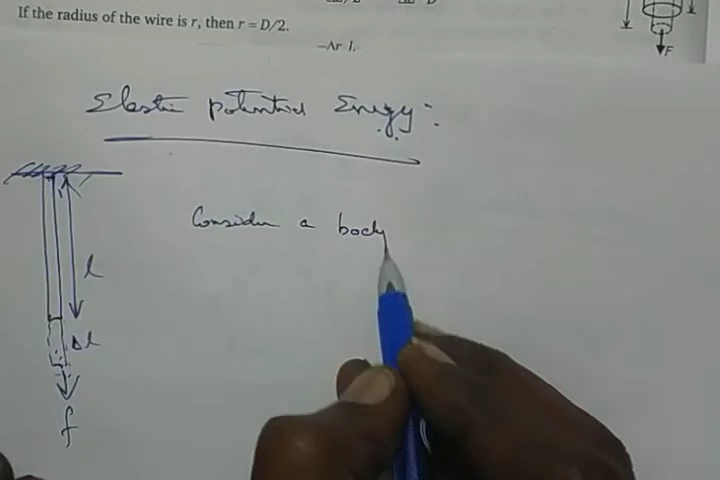 If the radius of the wire is r, then r = D/2.
F
Elastic potential Energy:-
l
Consider a body
Δl
f